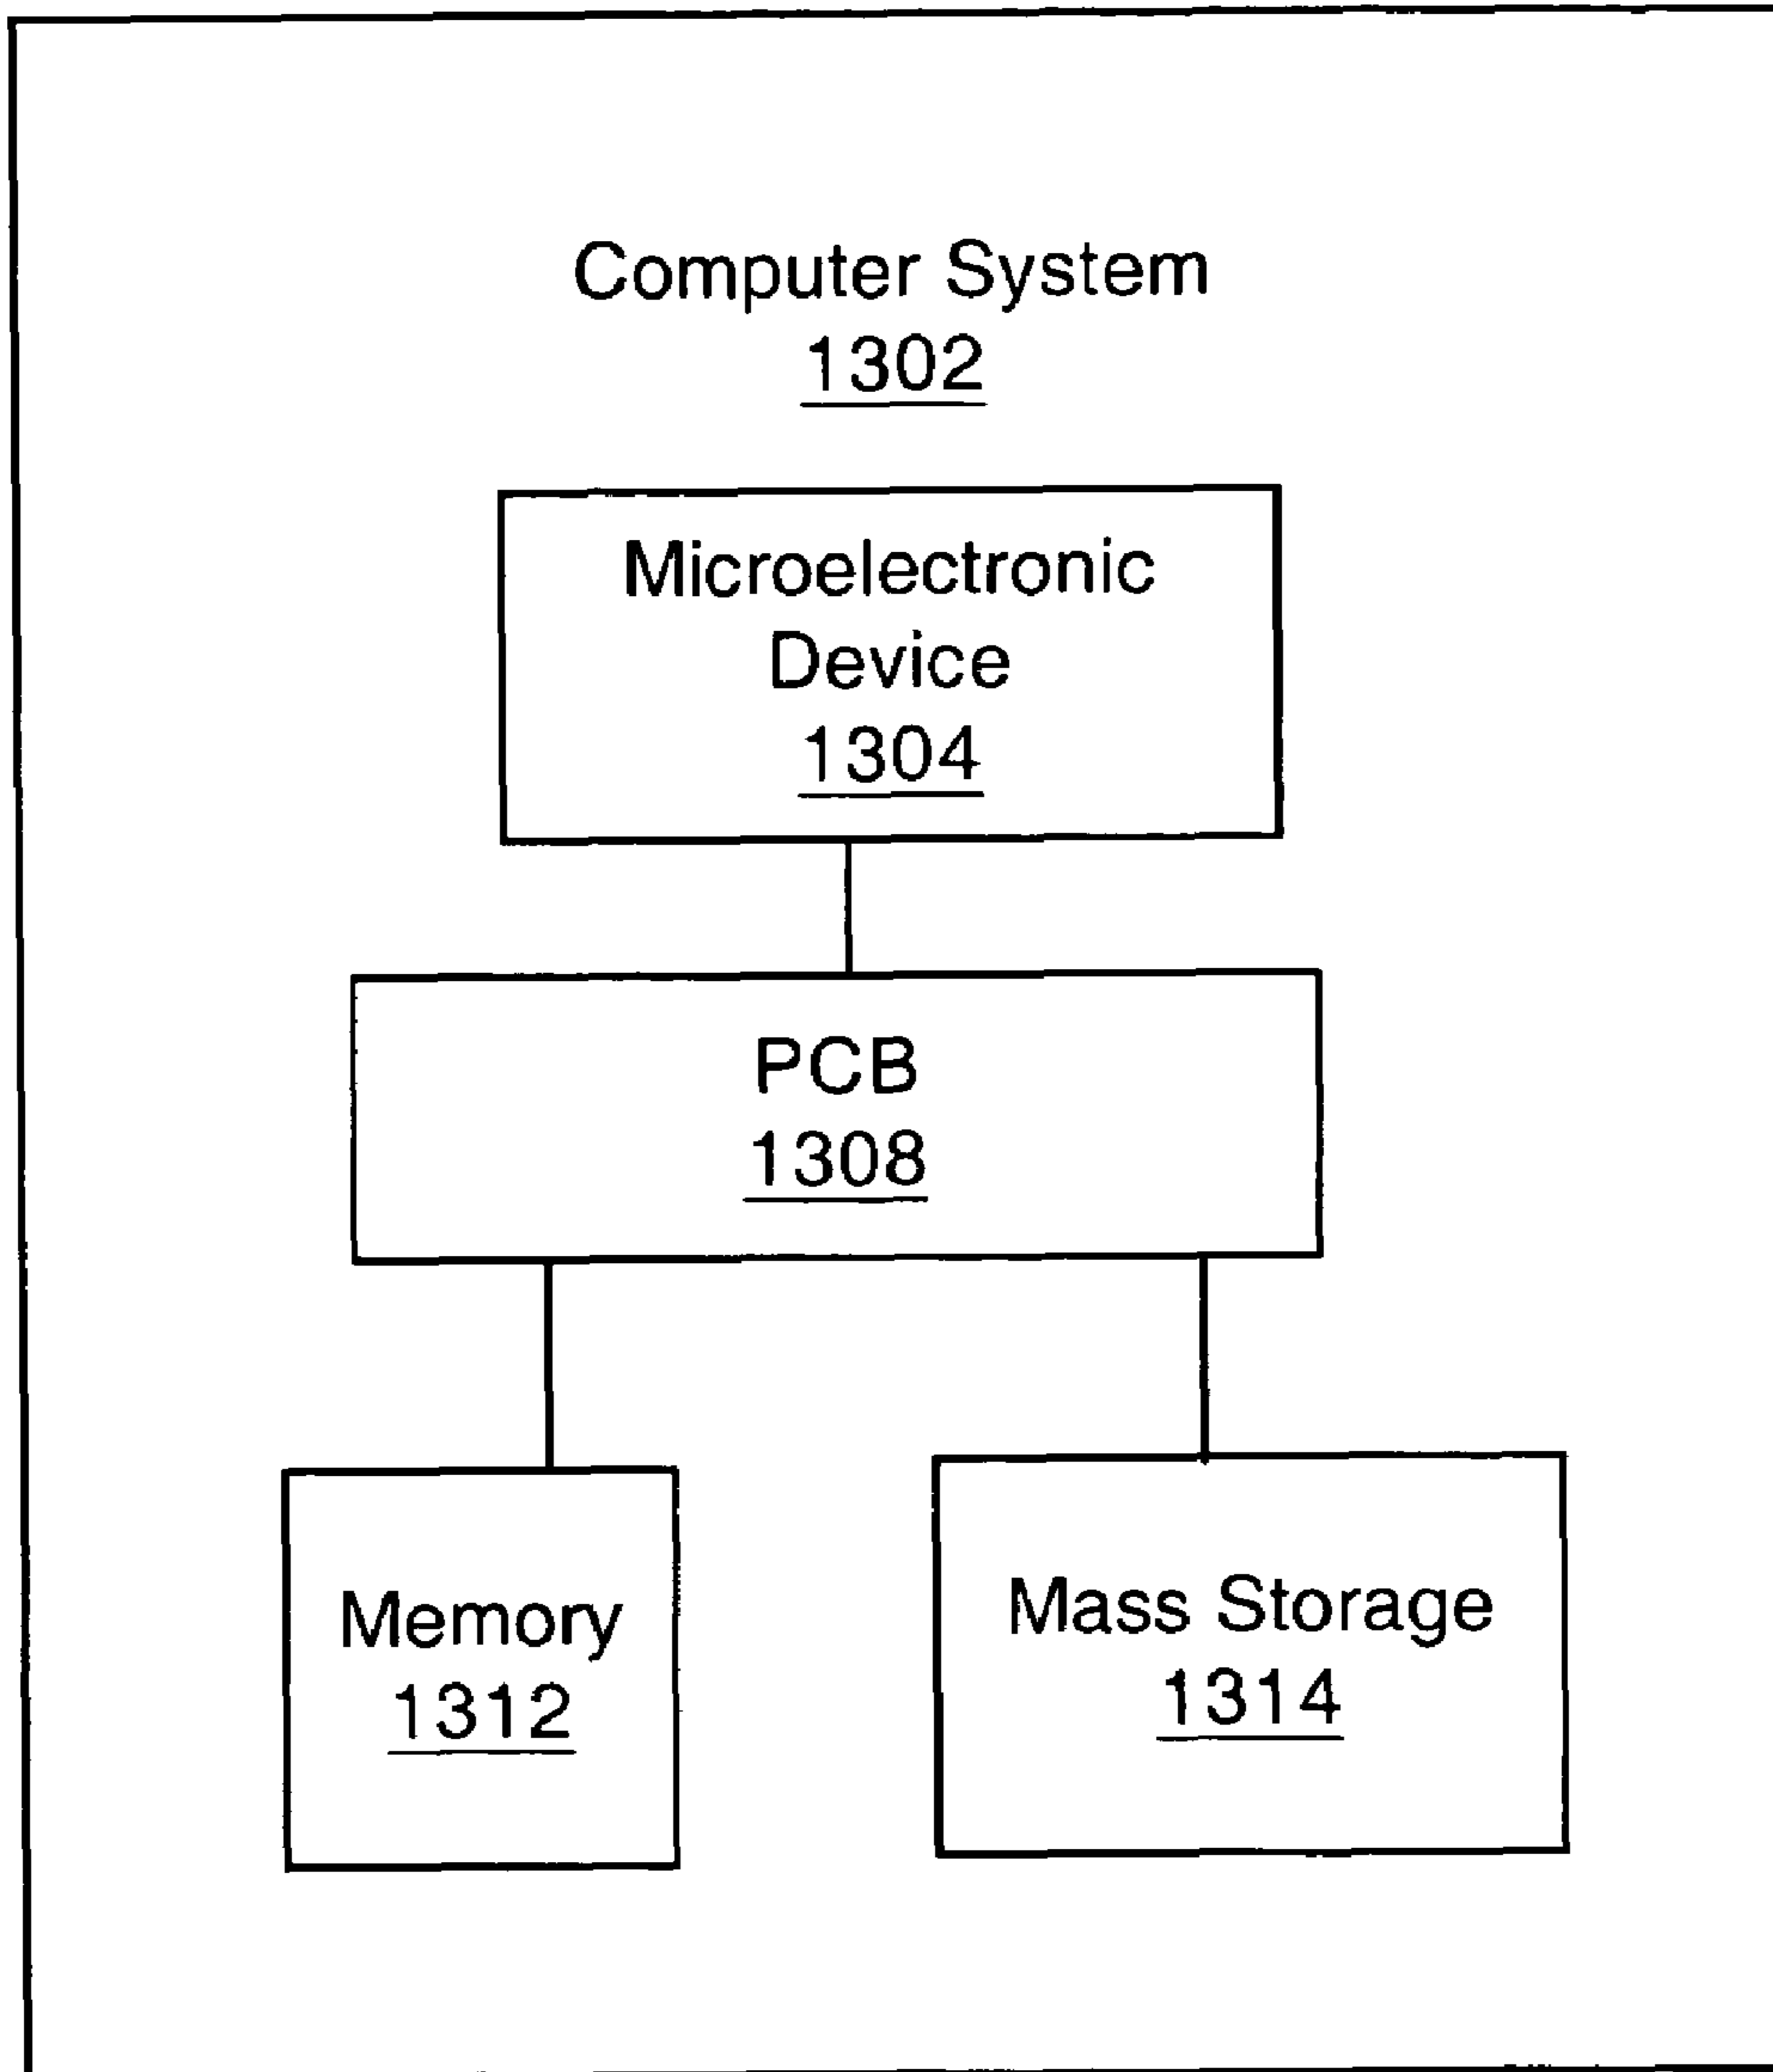 Computer System
1302
Microelectronic
Device
1304
PCB
1308
Memory
1312
Mass Storage
1314